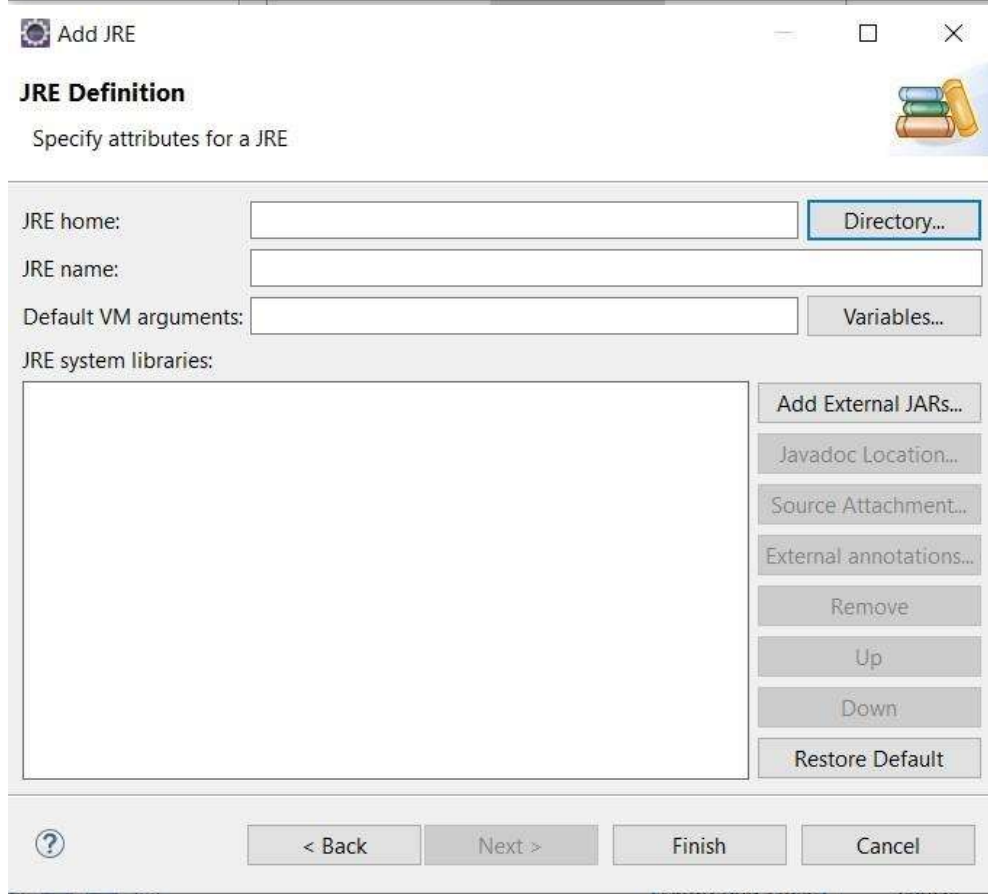 Add JRE
JRE Definition
Specify attributes for a JRE
JRE home:
Directory...
JRE name:
Default VM arguments:
Variables...
JRE system libraries:
Add External JARs...
Javadoc Location...
Source Attachment...
External annotations...
Remove
Up
Down
Restore Default
?
< Back
Next >
Finish
Cancel